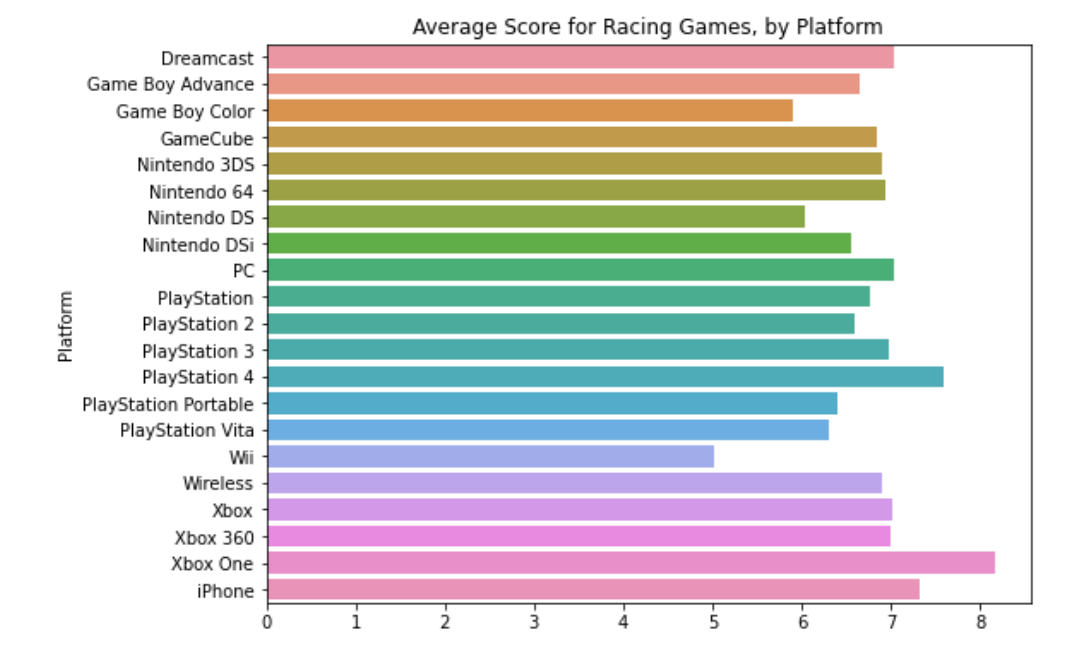 Average Score for Racing Games, by Platform
Dreamcast
Game Boy Advance
Game Boy Color
GameCube
Nintendo 3DS
Nintendo 64
Nintendo DS
Nintendo DSi
PC
PlayStation
PlayStation 2
PlayStation 3
PlayStation 4
PlayStation Portable
PlayStation Vita
Wii
Wireless
Xbox
Xbox 360
Xbox One
iPhone
Platform
0 1 2 3 4 5 6 7 8